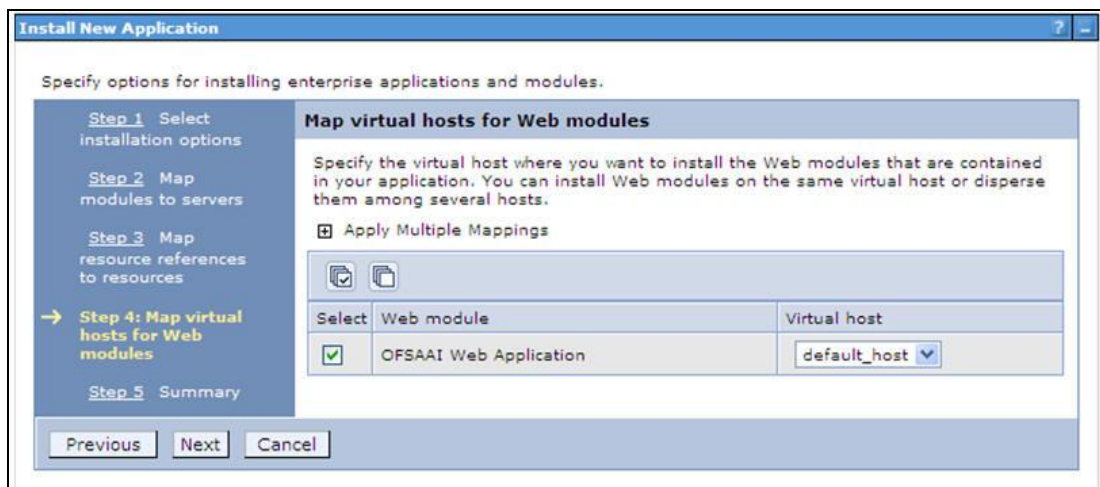 Install New Application
?
Specify options for installing enterprise applications and modules.
Step 1 Select
installation options
Step 2 Map
modules to servers
Step 3 Map
resource references
to resources
Step 4: Map virtual
hosts for Web
modules
Step 5 Summary
Map virtual hosts for Web modules
Specify the virtual host where you want to install the Web modules that are contained
in your application. You can install Web modules on the same virtual host or disperse
them among several hosts.
Apply Multiple Mappings
Select Web module Virtual host
OFSAAI Web Application default_host
Previous Next Cancel